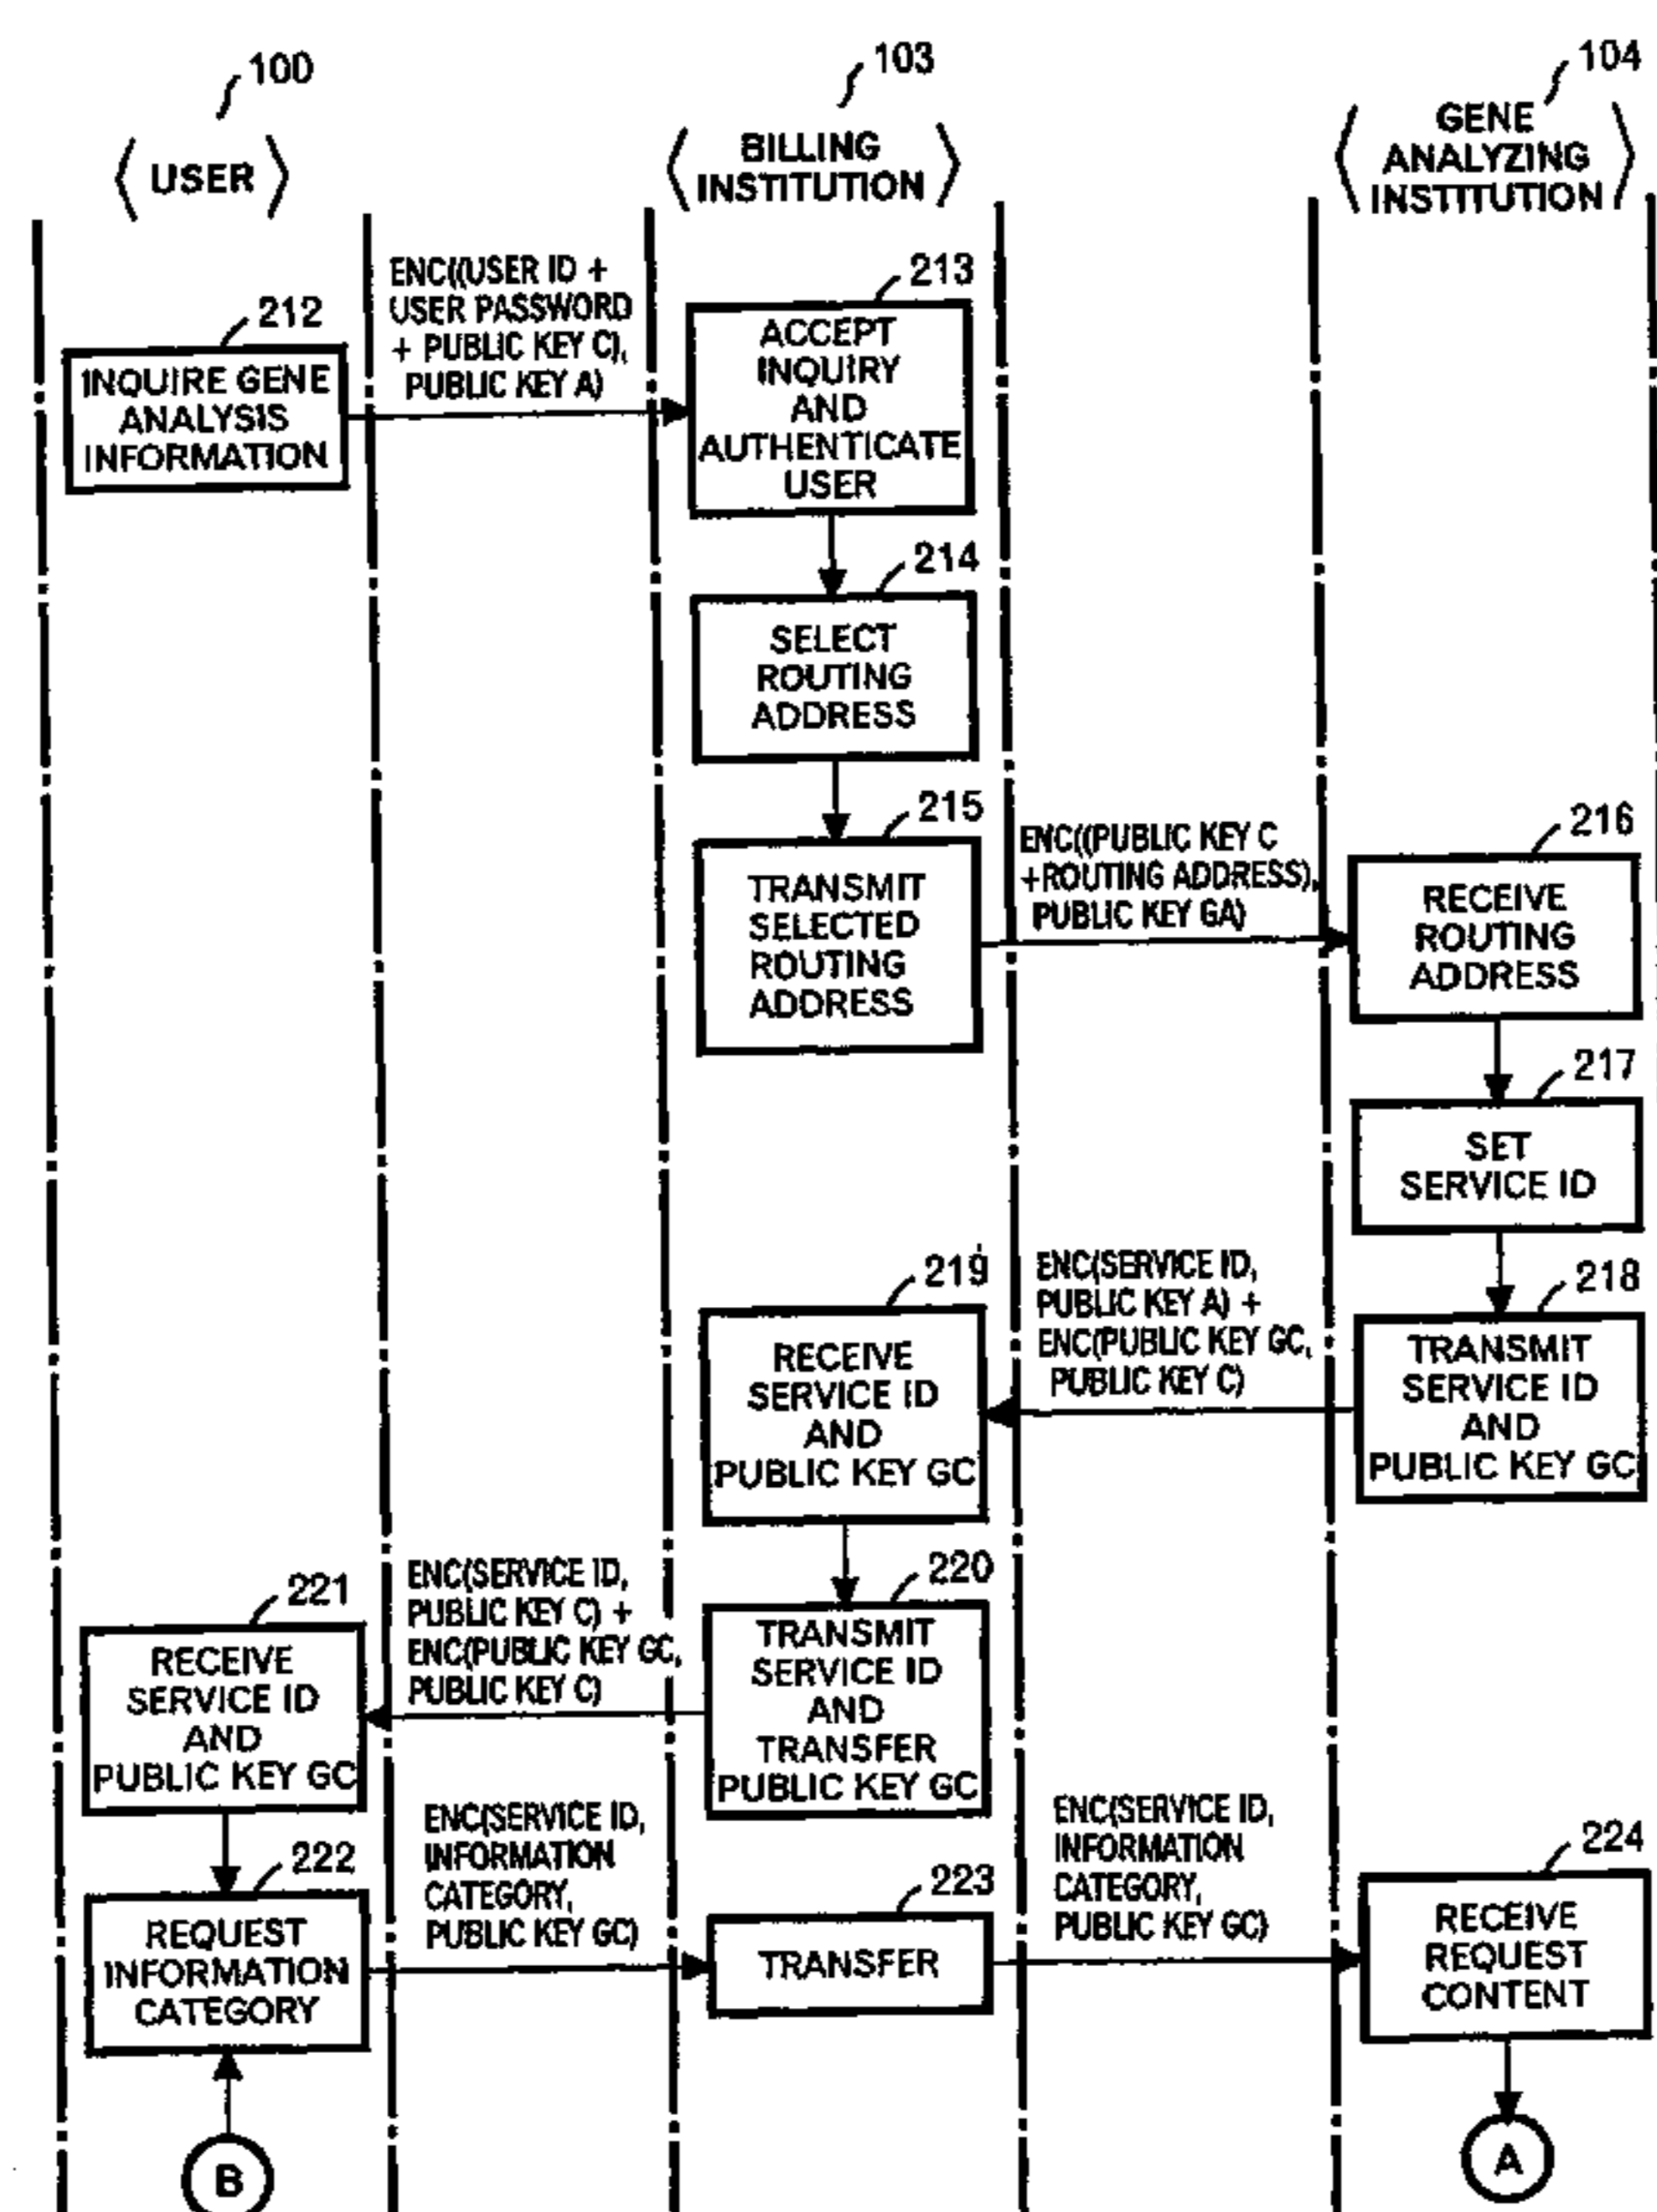 100
103
104
USER
BILLING
INSTITUTION
GENE
ANALYZING
INSTITUTION
212
INQUIRE GENE
ANALYSIS
INFORMATION
ENC((USER ID +
USER PASSWORD
+ PUBLIC KEY C),
PUBLIC KEY A)
213
ACCEPT
INQUIRY
AND
AUTHENTICATE
USER
214
SELECT
ROUTING
ADDRESS
215
TRANSMIT
SELECTED
ROUTING
ADDRESS
ENC((PUBLIC KEY C
+ROUTING ADDRESS),
PUBLIC KEY GA)
216
RECEIVE
ROUTING
ADDRESS
217
SET
SERVICE ID
218
TRANSMIT
SERVICE ID
AND
PUBLIC KEY GC
ENC(SERVICE ID,
PUBLIC KEY A) +
ENC(PUBLIC KEY GC,
PUBLIC KEY C)
219
RECEIVE
SERVICE ID
AND
PUBLIC KEY GC
220
TRANSMIT
SERVICE ID
AND
TRANSFER
PUBLIC KEY GC
ENC(SERVICE ID,
PUBLIC KEY C) +
ENC(PUBLIC KEY GC,
PUBLIC KEY C)
221
RECEIVE
SERVICE ID
AND
PUBLIC KEY GC
222
REQUEST
INFORMATION
CATEGORY
ENC(SERVICE ID,
INFORMATION
CATEGORY,
PUBLIC KEY GC)
223
TRANSFER
ENC(SERVICE ID,
INFORMATION
CATEGORY,
PUBLIC KEY GC)
224
RECEIVE
REQUEST
CONTENT
B
A